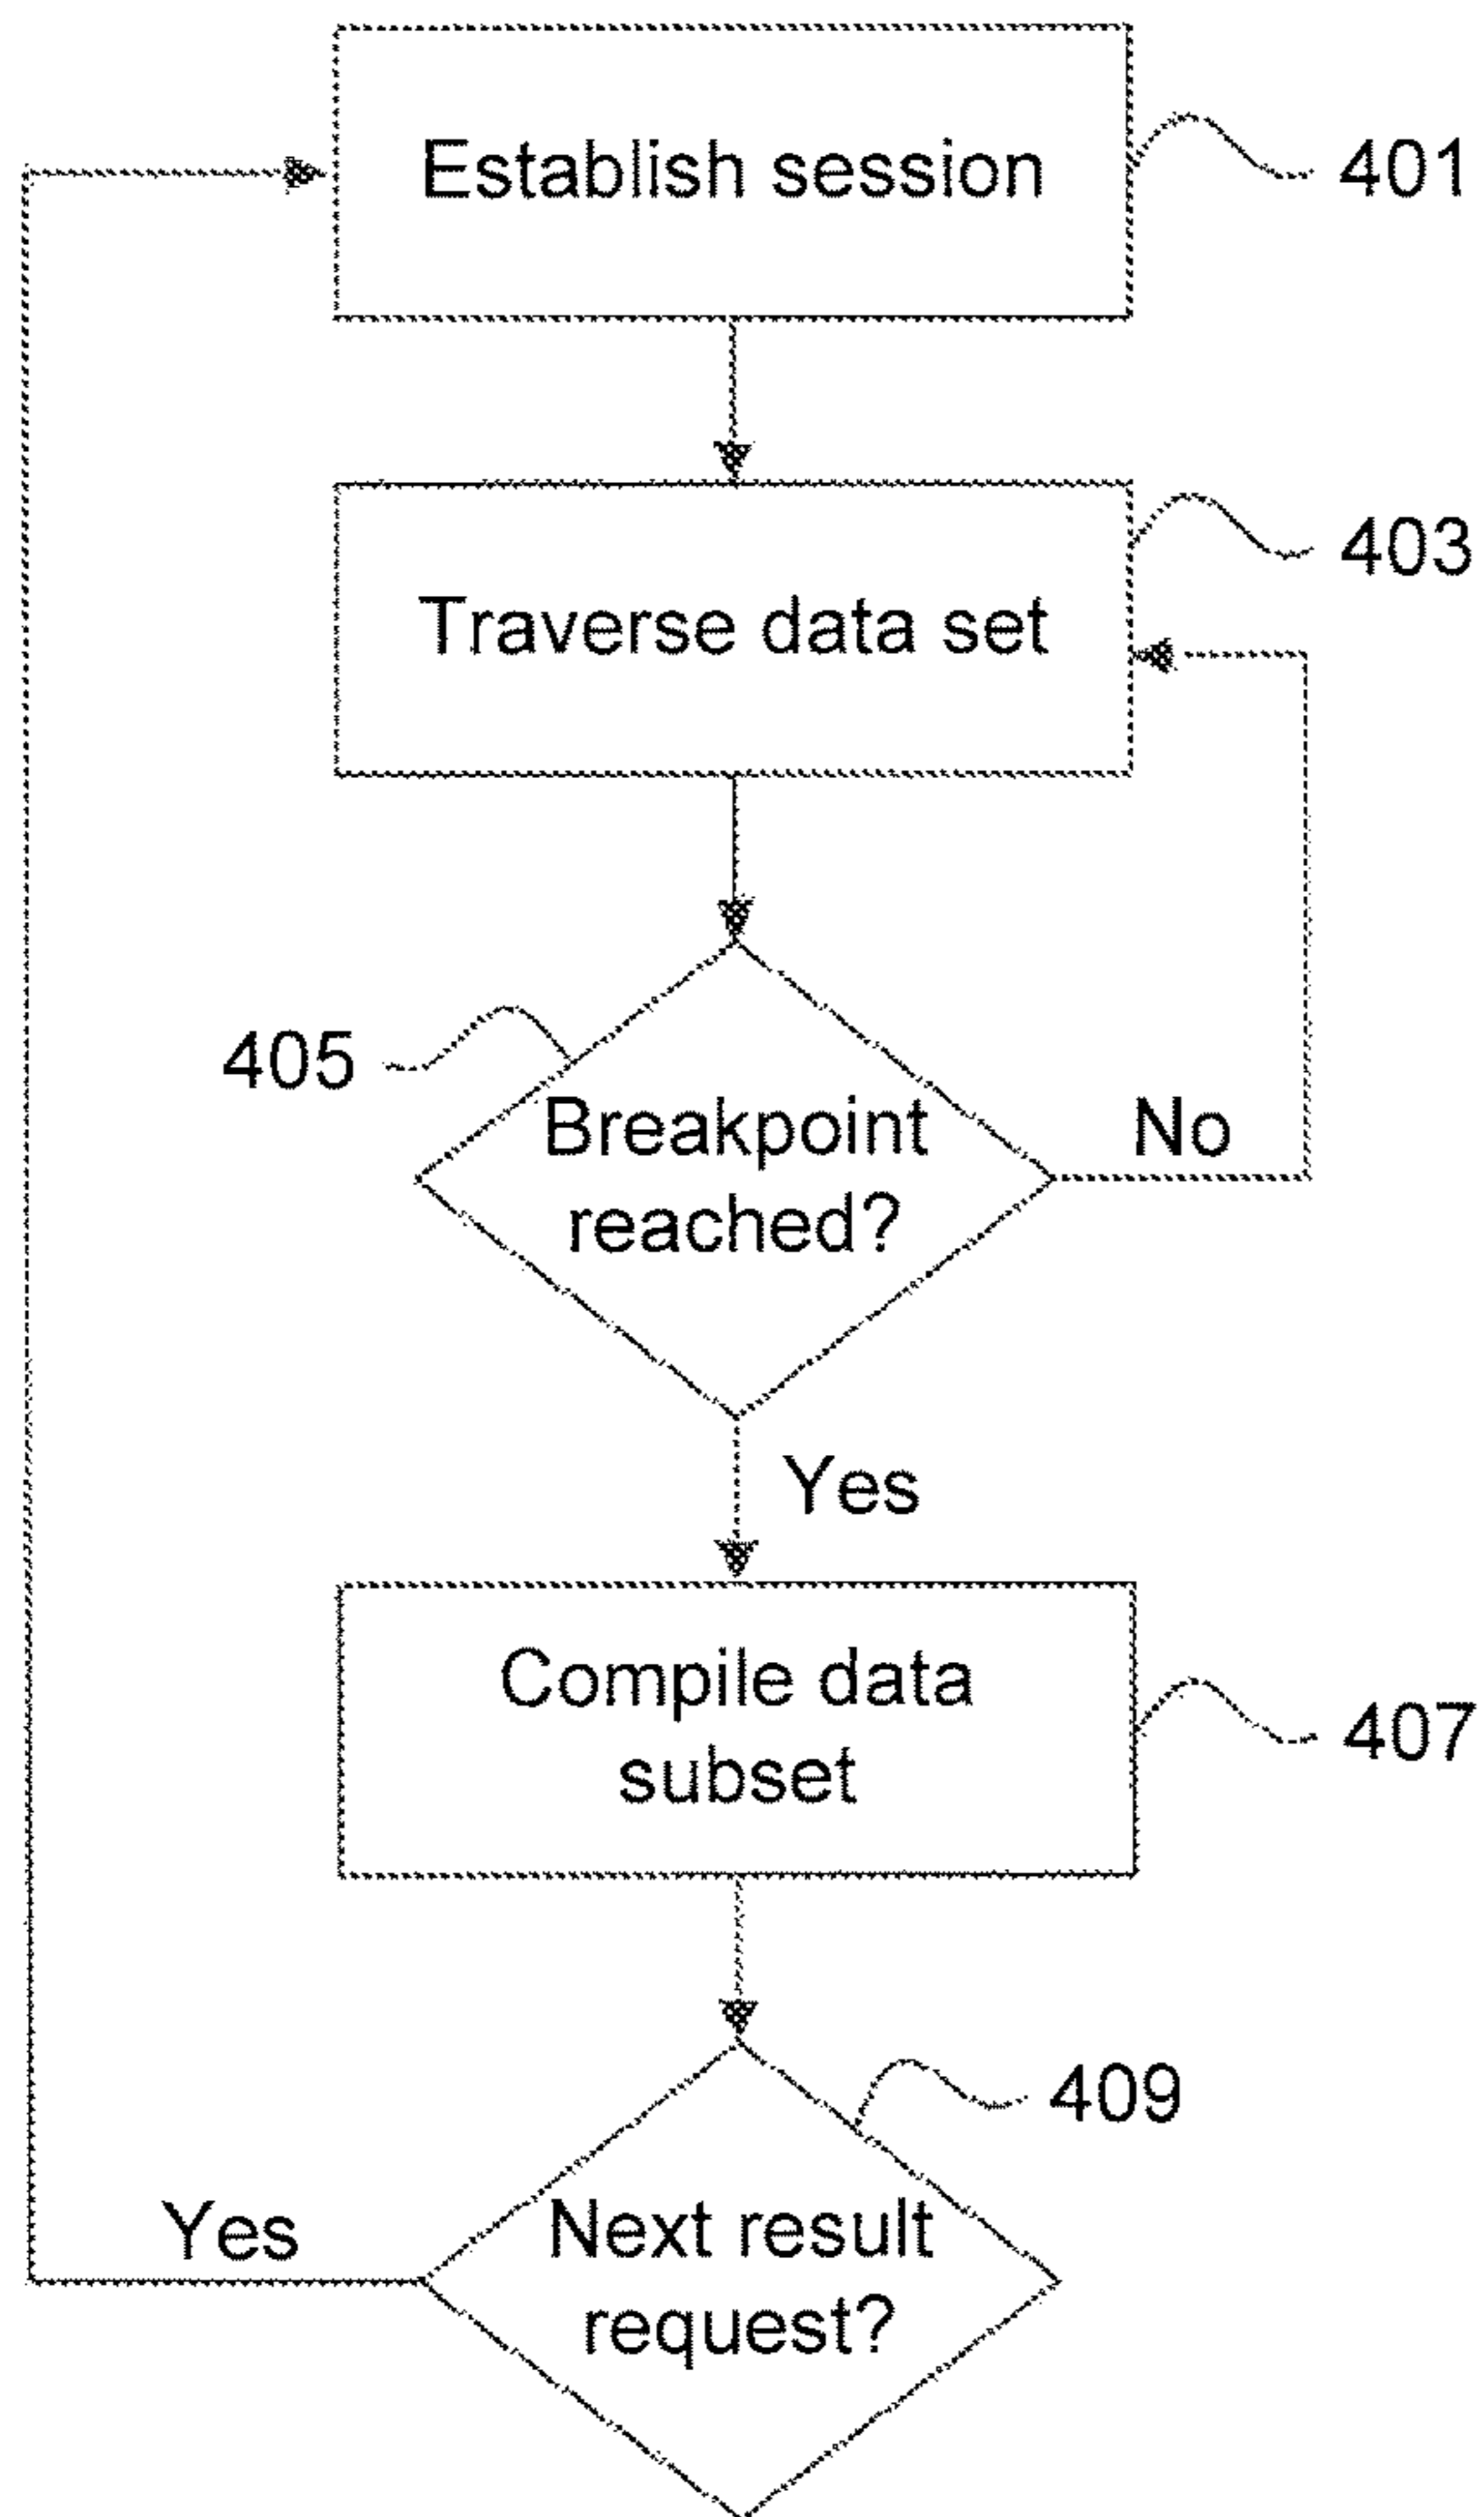 Establish session
401
Traverse data set
403
405
Breakpoint
reached?
No
Yes
Compile data
subset
407
409
Next result
request?
Yes